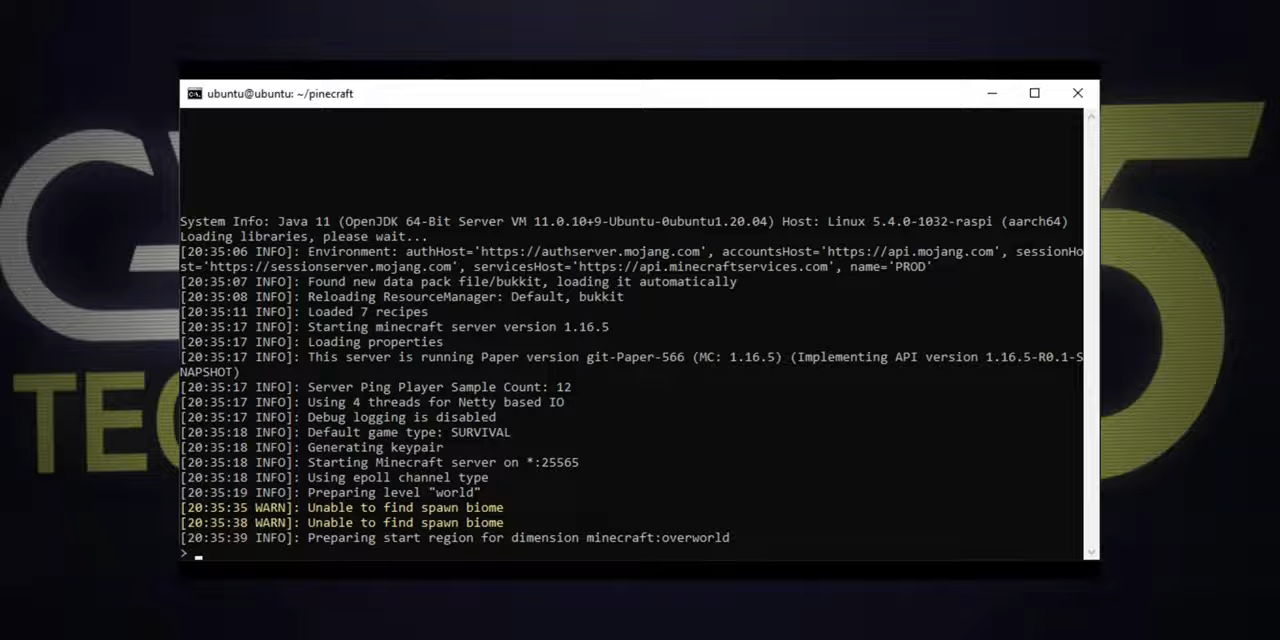 ubuntu@ubuntu: ~/pinecraft
System Info: Java 11 (OpenJDK 64-Bit Server VM 11.0.10+9-Ubuntu-0ubuntu1.20.04) Host: Linux 5.4.0-1032-raspi (aarch64)
Loading libraries, please wait...
[20:35:06 INFO]: Environment: authHost='https://authserver.mojang.com', accountsHost='https://api.mojang.com', sessionHo
st='https://sessionserver.mojang.com', servicesHost='https://api.minecraftservices.com', name='PROD'
[20:35:07 INFO]: Found new data pack file/bukkit, loading it automatically
[20:35:08 INFO]: Reloading ResourceManager: Default, bukkit
[20:35:11 INFO]: Loaded 7 recipes
[20:35:17 INFO]: Starting minecraft server version 1.16.5
[20:35:17 INFO]: Loading properties
[20:35:17 INFO]: This server is running Paper version git-Paper-566 (MC: 1.16.5) (Implementing API version 1.16.5-R0.1-S
NAPSHOT)
[20:35:17 INFO]: Server Ping Player Sample Count: 12
[20:35:17 INFO]: Using 4 threads for Netty based IO
[20:35:17 INFO]: Debug logging is disabled
[20:35:18 INFO]: Default game type: SURVIVAL
[20:35:18 INFO]: Generating keypair
[20:35:18 INFO]: Starting Minecraft server on *:25565
[20:35:18 INFO]: Using epoll channel type
[20:35:19 INFO]: Preparing level "world"
[20:35:35 WARN]: Unable to find spawn biome
[20:35:38 WARN]: Unable to find spawn biome
[20:35:39 INFO]: Preparing start region for dimension minecraft:overworld
>
5
TEC